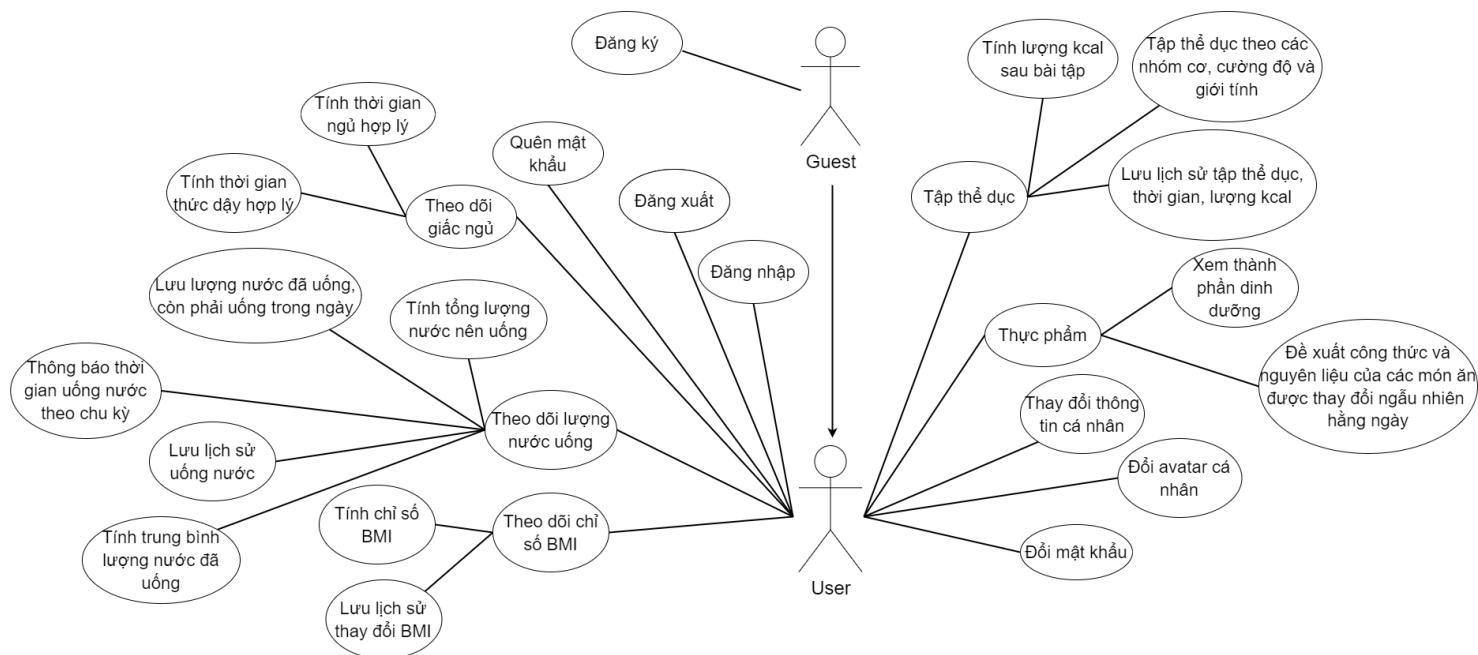 Đăng ký
Guest
Tính lượng kcal
sau bài tập
Tập thể dục theo các
nhóm cơ, cường độ và
giới tính
Lưu lịch sử tập thể dục,
thời gian, lượng kcal
Tập thể dục
Tính thời gian
ngủ hợp lý
Tính thời gian
thức dậy hợp lý
Theo dõi
giấc ngủ
Quên mật
khẩu
Đăng xuất
Đăng nhập
Lưu lượng nước đã uống,
còn phải uống trong ngày
Tính tổng lượng
nước nên uống
Thông báo thời
gian uống nước
theo chu kỳ
Theo dõi lượng
nước uống
Lưu lịch sử
uống nước
Tính trung bình
lượng nước đã
uống
Tính chỉ số
BMI
Theo dõi chỉ
số BMI
Lưu lịch sử
thay đổi BMI
User
Xem thành
phần dinh
dưỡng
Thực phẩm
Đề xuất công thức và
nguyên liệu của các món ăn
được thay đổi ngẫu nhiên
hằng ngày
Thay đổi thông
tin cá nhân
Đổi avatar cá
nhân
Đổi mật khẩu